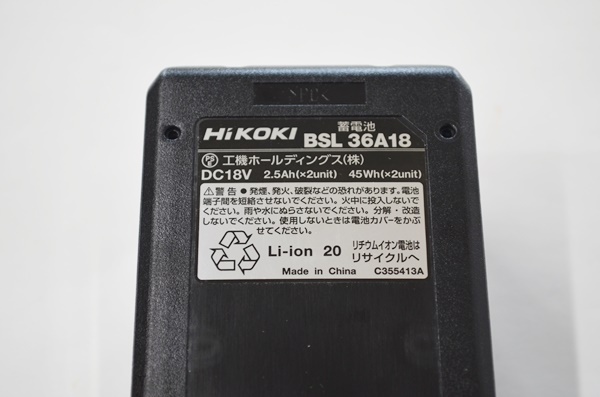 HiKOKI
蓄電池
BSL 36A18
工機ホールディングス(株)
DC18V 2.5Ah(×2unit) 45Wh(×2unit)
⚠警告 ● 発煙、発火、破裂などの恐れがあります。電池
端子間を短絡させないでください。火中に投入しないで
ください。雨や水にぬらさないでください。分解・改造
しないでください。使用しないときは電池カバーをかぶ
せてください。
Li-ion 20
リチウムイオン電池は
リサイクルへ
Made in China C355413A